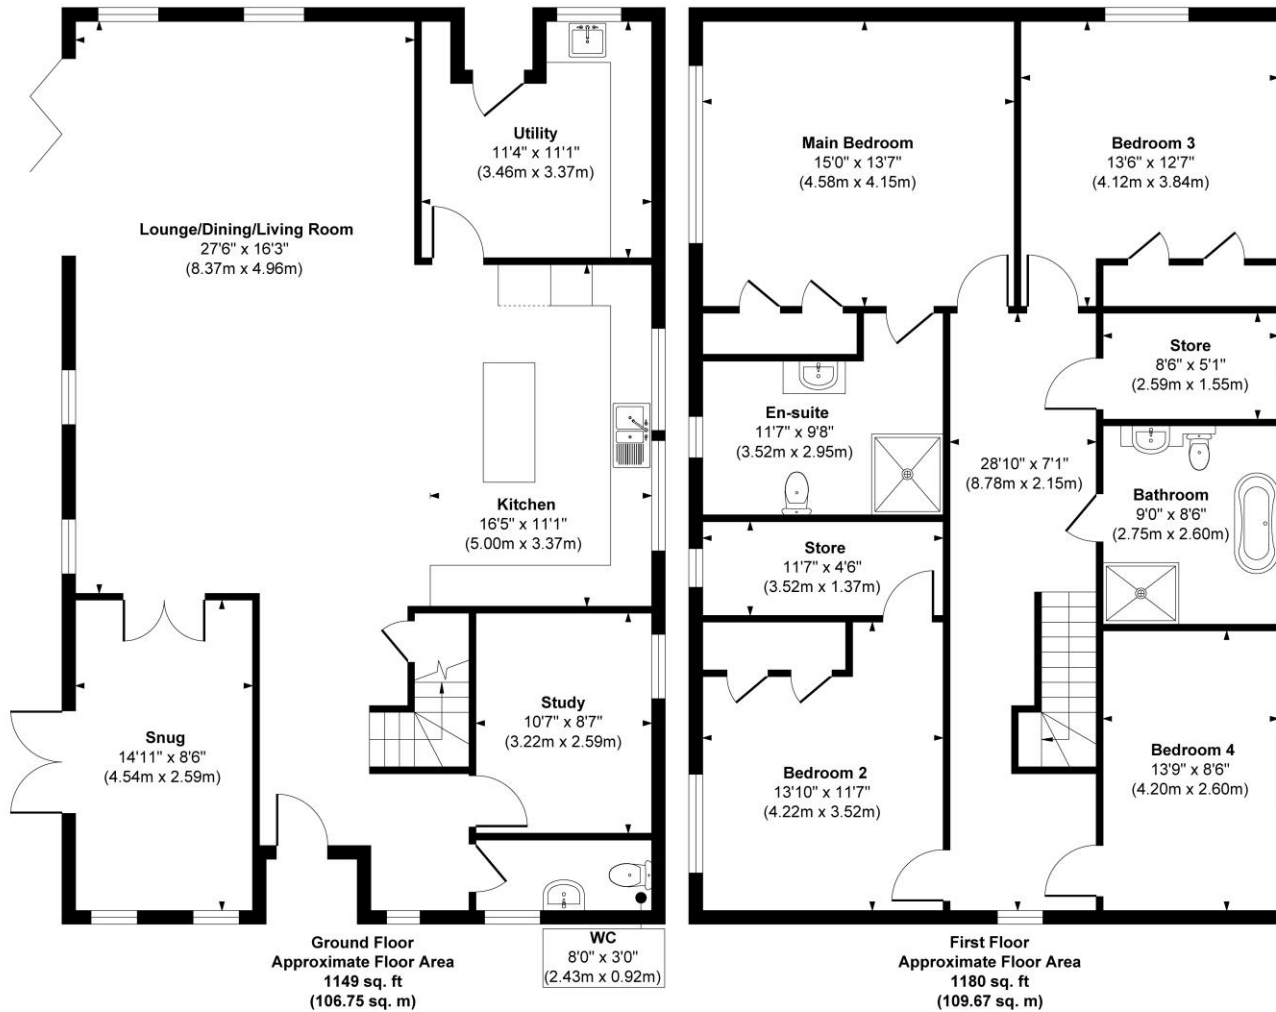 Utility
11'4" x 11'1"
(3.46m x 3.37m)
Lounge/Dining/Living Room
27'6" x 16'3"
(8.37m x 4.96m)
Kitchen
16'5" x 11'1"
(5.00m x 3.37m)
Snug
14'11" x 8'6"
(4.54m x 2.59m)
Study
10'7" x 8'7"
(3.22m x 2.59m)
WC
8'0" x 3'0"
(2.43m x 0.92m)
Ground Floor
Approximate Floor Area
1149 sq. ft
(106.75 sq. m)
Main Bedroom
15'0" x 13'7"
(4.58m x 4.15m)
Bedroom 3
13'6" x 12'7"
(4.12m x 3.84m)
Store
8'6" x 5'1"
(2.59m x 1.55m)
En-suite
11'7" x 9'8"
(3.52m x 2.95m)
28'10" x 7'1"
(8.78m x 2.15m)
Bathroom
9'0" x 8'6"
(2.75m x 2.60m)
Store
11'7" x 4'6"
(3.52m x 1.37m)
Bedroom 2
13'10" x 11'7"
(4.22m x 3.52m)
Bedroom 4
13'9" x 8'6"
(4.20m x 2.60m)
First Floor
Approximate Floor Area
1180 sq. ft
(109.67 sq. m)